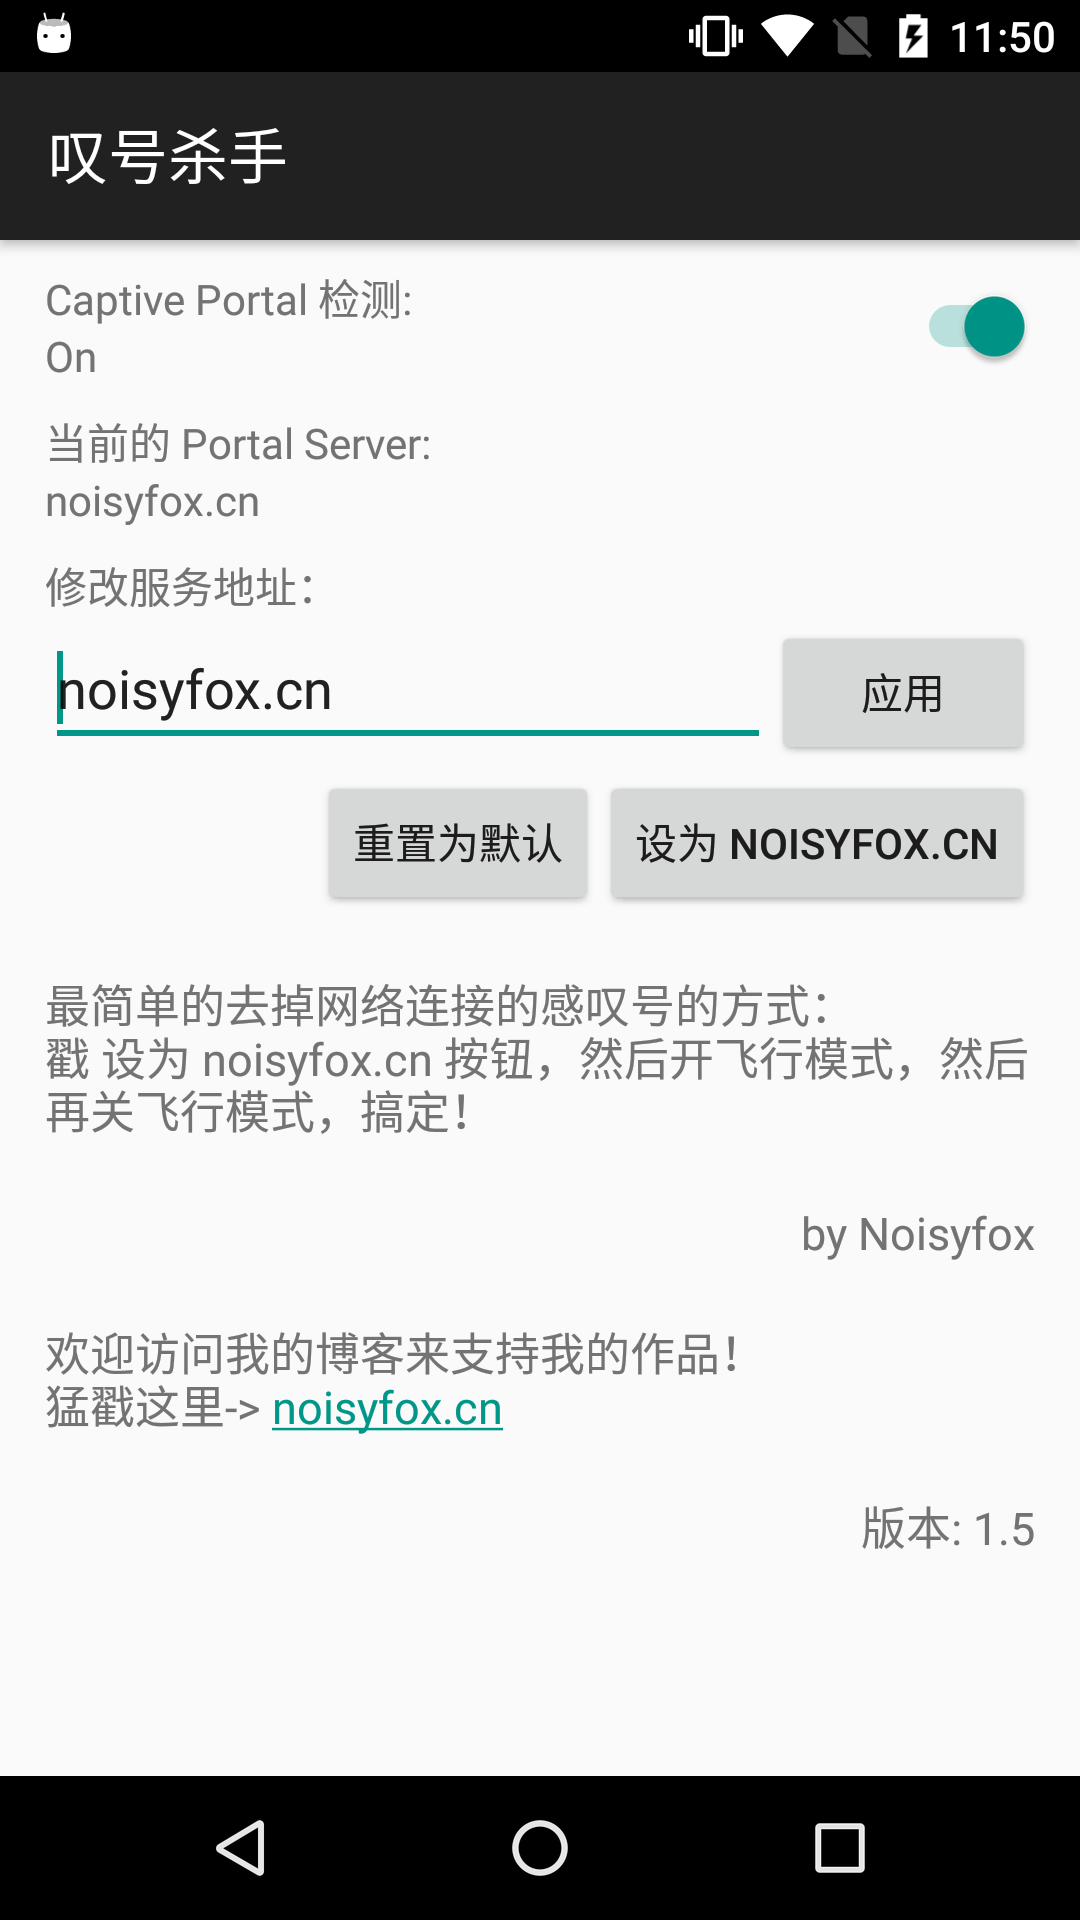 11:50
叹号杀手
Captive Portal 检测:
On
当前的 Portal Server:
noisyfox.cn
修改服务地址：
noisyfox.cn
应用
重置为默认
设为 NOISYFOX.CN
最简单的去掉网络连接的感叹号的方式：
戳 设为 noisyfox.cn 按钮，然后开飞行模式，然后
再关飞行模式，搞定！
by Noisyfox
欢迎访问我的博客来支持我的作品！
猛戳这里-> noisyfox.cn
版本: 1.5